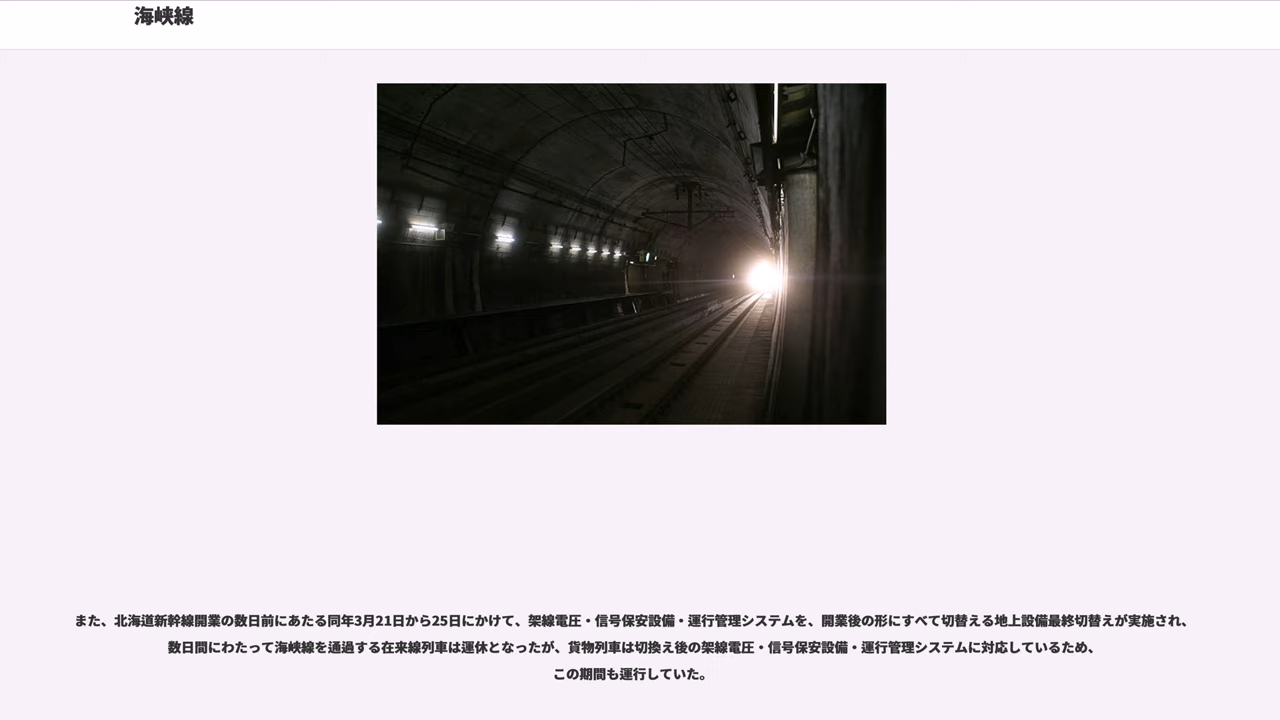 海峡線
また、北海道新幹線開業の数日前にあたる同年3月21日から25日にかけて、架線電圧・信号保安設備・運行管理システムを、開業後の形にすべて切替える地上設備最終切替えが実施され、
数日間にわたって海峡線を通過する在来線列車は運休となったが、貨物列車は切換え後の架線電圧・信号保安設備・運行管理システムに対応しているため、
この期間も運行していた。